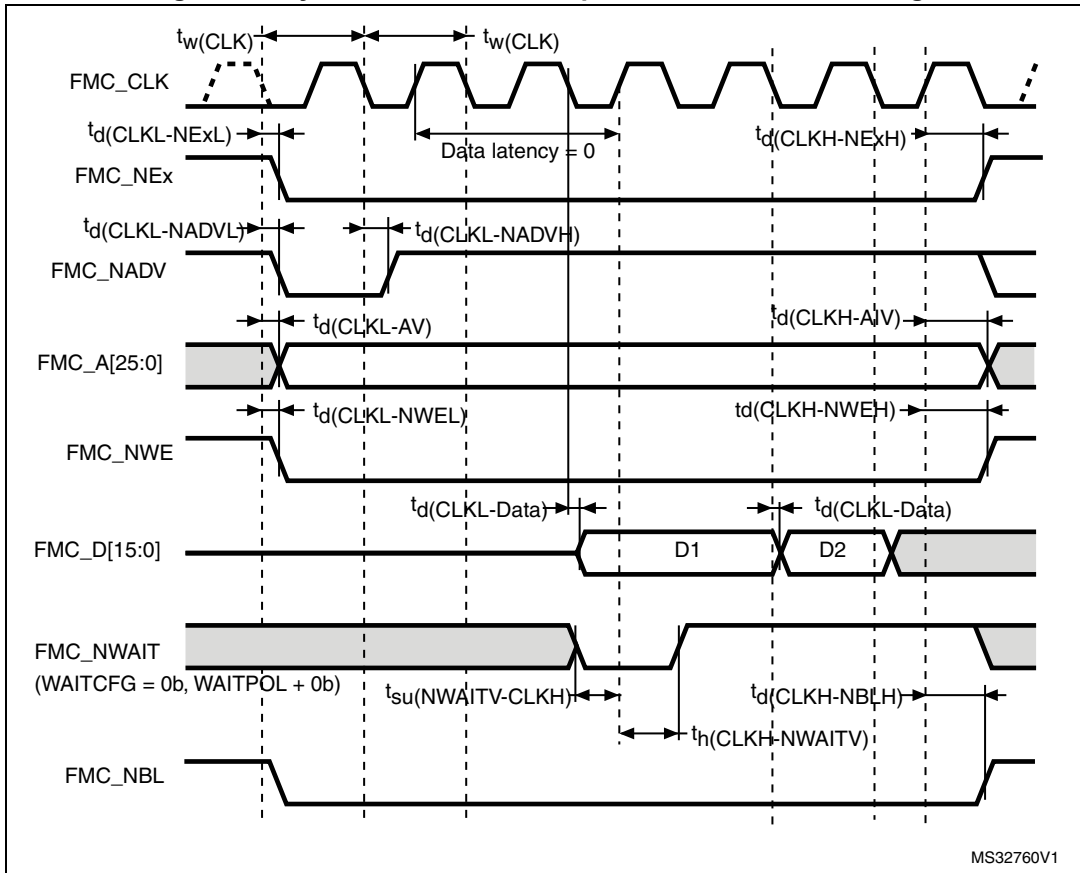 tw(CLK)
tw(CLK)
FMC_CLK
td(CLKL-NExL)
Data latency = 0
td(CLKH-NExH)
FMC_NEx
td(CLKL-NADVL)
td(CLKL-NADVH)
FMC_NADV
td(CLKL-AV)
td(CLKH-AIV)
FMC_A[25:0]
td(CLKL-NWEL)
td(CLKH-NWEH)
FMC_NWE
td(CLKL-Data)
td(CLKL-Data)
FMC_D[15:0]
D1
D2
FMC_NWAIT
(WAITCFG = 0b, WAITPOL + 0b)
tsu(NWAITV-CLKH)
td(CLKH-NBLH)
th(CLKH-NWAITV)
FMC_NBL
MS32760V1